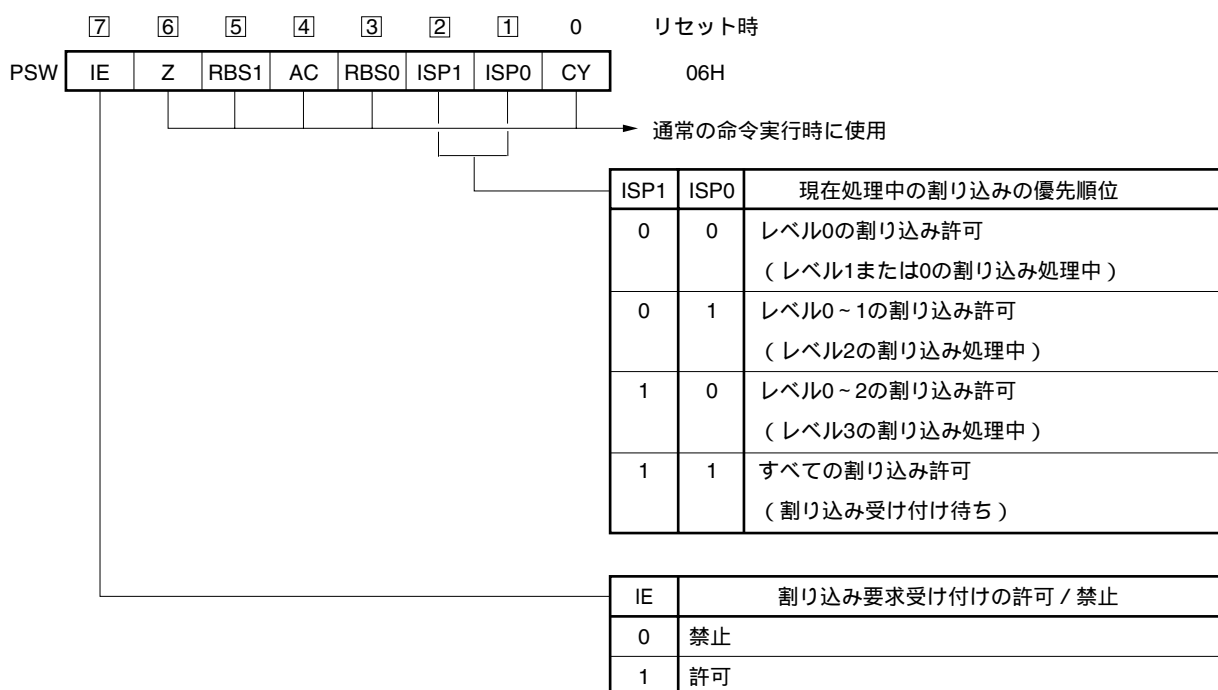 7 6 5 4 3 2 1 0 リセット時
PSW IE Z RBS1 AC RBS0 ISP1 ISP0 CY 06H
通常の命令実行時に使用
ISP1 ISP0 現在処理中の割り込みの優先順位
0 0 レベル0の割り込み許可
(レベル1または0の割り込み処理中)
0 1 レベル0~1の割り込み許可
(レベル2の割り込み処理中)
1 0 レベル0~2の割り込み許可
(レベル3の割り込み処理中)
1 1 すべての割り込み許可
(割り込み受け付け待ち)
IE 割り込み要求受け付けの許可/禁止
0 禁止
1 許可